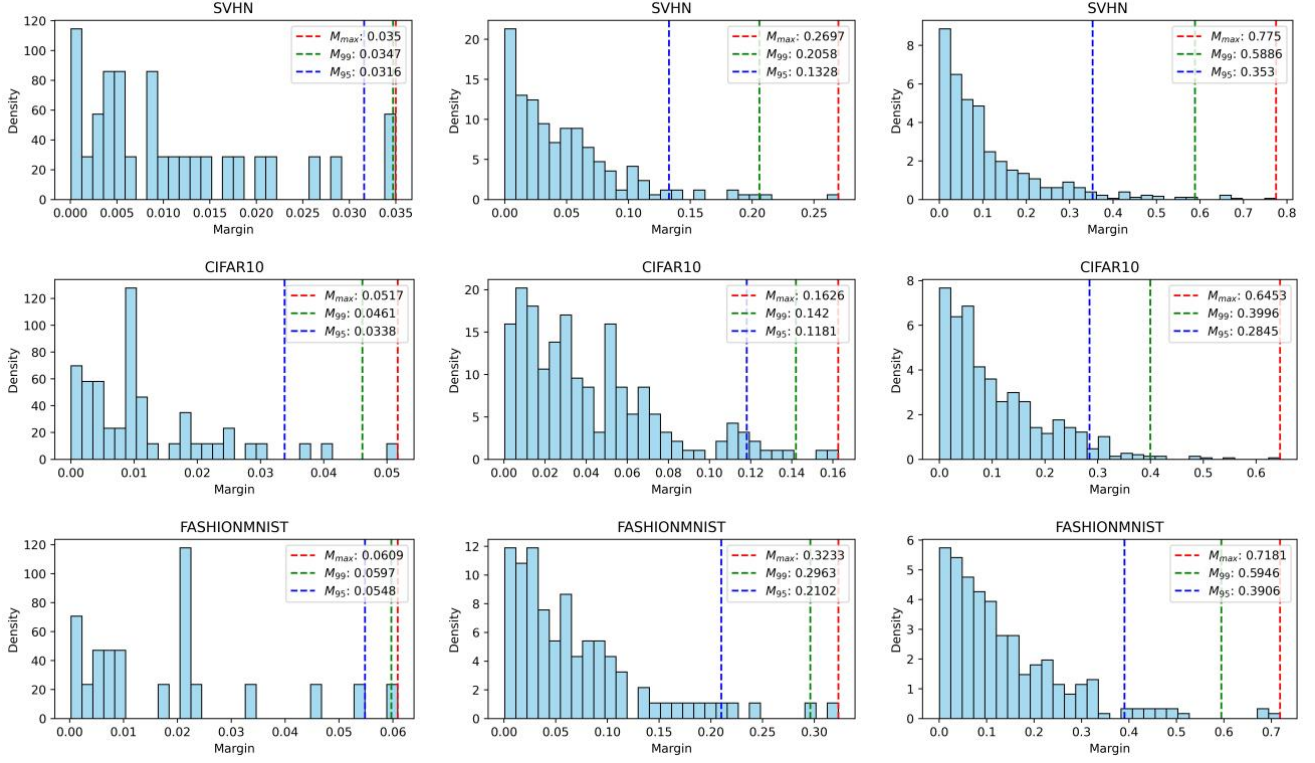 SVHN
M_max: 0.035
M_99: 0.0347
M_95: 0.0316
Density
120
100
80
60
40
20
0
0.000 0.005 0.010 0.015 0.020 0.025 0.030 0.035
Margin
SVHN
M_max: 0.2697
M_99: 0.2058
M_95: 0.1328
Density
20
15
10
5
0
0.00 0.05 0.10 0.15 0.20 0.25
Margin
SVHN
M_max: 0.775
M_99: 0.5886
M_95: 0.353
Density
8
6
4
2
0
0.0 0.1 0.2 0.3 0.4 0.5 0.6 0.7 0.8
Margin
CIFAR10
M_max: 0.0517
M_99: 0.0461
M_95: 0.0338
Density
120
100
80
60
40
20
0
0.00 0.01 0.02 0.03 0.04 0.05
Margin
CIFAR10
M_max: 0.1626
M_99: 0.142
M_95: 0.1181
Density
20
15
10
5
0
0.00 0.02 0.04 0.06 0.08 0.10 0.12 0.14 0.16
Margin
CIFAR10
M_max: 0.6453
M_99: 0.3996
M_95: 0.2845
Density
8
6
4
2
0
0.0 0.1 0.2 0.3 0.4 0.5 0.6
Margin
FASHIONMNIST
M_max: 0.0609
M_99: 0.0597
M_95: 0.0548
Density
120
100
80
60
40
20
0
0.00 0.01 0.02 0.03 0.04 0.05 0.06
Margin
FASHIONMNIST
M_max: 0.3233
M_99: 0.2963
M_95: 0.2102
Density
12
10
8
6
4
2
0
0.00 0.05 0.10 0.15 0.20 0.25 0.30
Margin
FASHIONMNIST
M_max: 0.7181
M_99: 0.5946
M_95: 0.3906
Density
6
5
4
3
2
1
0
0.0 0.1 0.2 0.3 0.4 0.5 0.6 0.7
Margin